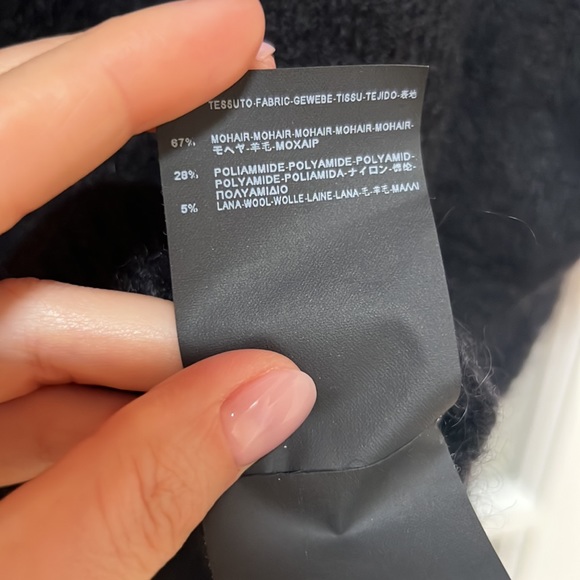 TESSUTO-FABRIC-GEWEBE-TISSU-TEJIDO-表地
67% MOHAIR-MOHAIR-MOHAIR-MOHAIR-MOHAIR-
モヘヤ-羊毛-MOXAIP
28% POLIAMMIDE-POLYAMIDE-POLYAMID-
POLYAMIDE-POLIAMIDA-ナイロン-锦纶-
ΠΟΛΥΑΜΙΔΙΟ
5% LANA-WOOL-WOLLE-LAINE-LANA-毛-羊毛-ΜΑΛΛΙ